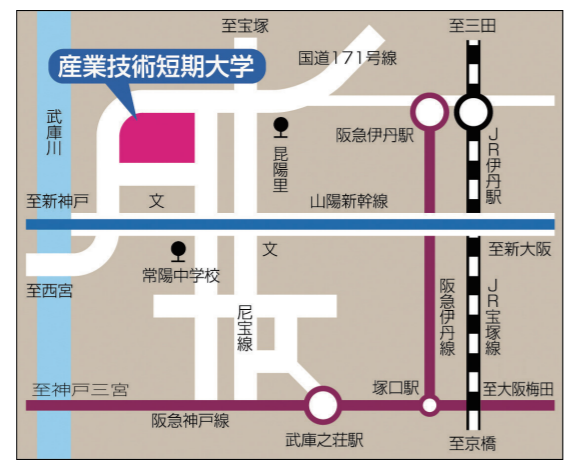 至宝塚
至三田
国道171号線
産業技術短期大学
武庫川
阪急伊丹駅
JR伊丹駅
昆陽里
至新神戸
文
山陽新幹線
至新大阪
文
常陽中学校
至西宮
尼宝線
阪急伊丹線
JR宝塚線
至神戸三宮
塚口駅
至大阪梅田
阪急神戸線
武庫之荘駅
至京橋